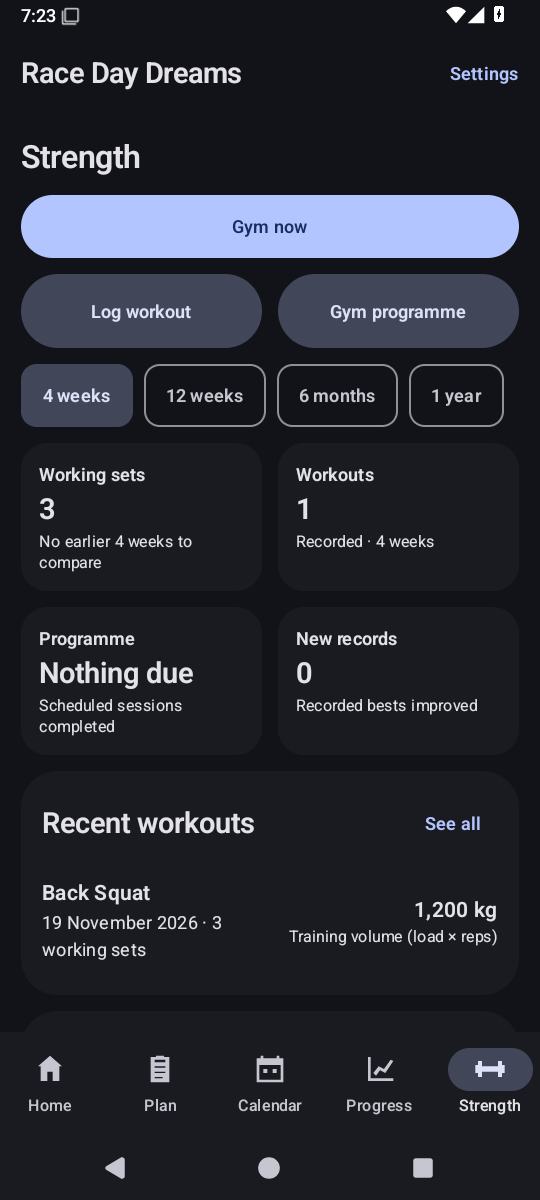 7:23
Race Day Dreams
Settings
Strength
Gym now
Log workout
Gym programme
4 weeks
12 weeks
6 months
1 year
Working sets
3
No earlier 4 weeks to
compare
Workouts
1
Recorded · 4 weeks
Programme
Nothing due
Scheduled sessions
completed
New records
0
Recorded bests improved
Recent workouts
See all
Back Squat
19 November 2026 · 3
working sets
1,200 kg
Training volume (load × reps)
Home
Plan
Calendar
Progress
Strength